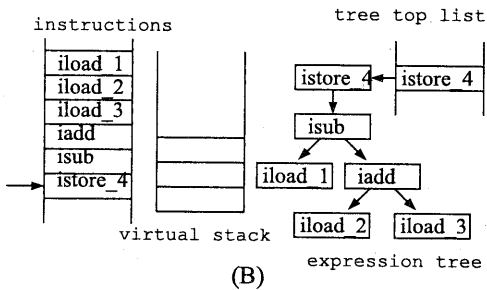 instructions
tree top list
iload_1
iload_2
iload_3
iadd
isub
istore_4
istore_4
istore_4
isub
iload_1
iadd
iload_2
iload_3
virtual stack
expression tree
(B)